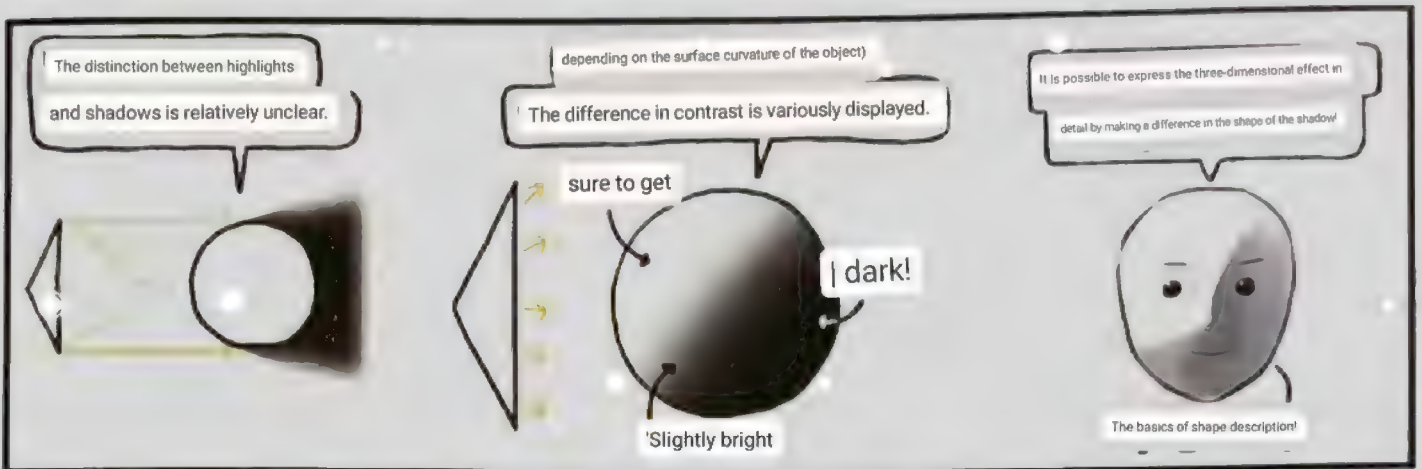 The distinction between highlights
and shadows is relatively unclear.
depending on the surface curvature of the object)
The difference in contrast is variously displayed.
sure to get
| dark!
'Slightly bright
It is possible to express the three-dimensional effect in
detail by making a difference in the shape of the shadow!
The basics of shape description!